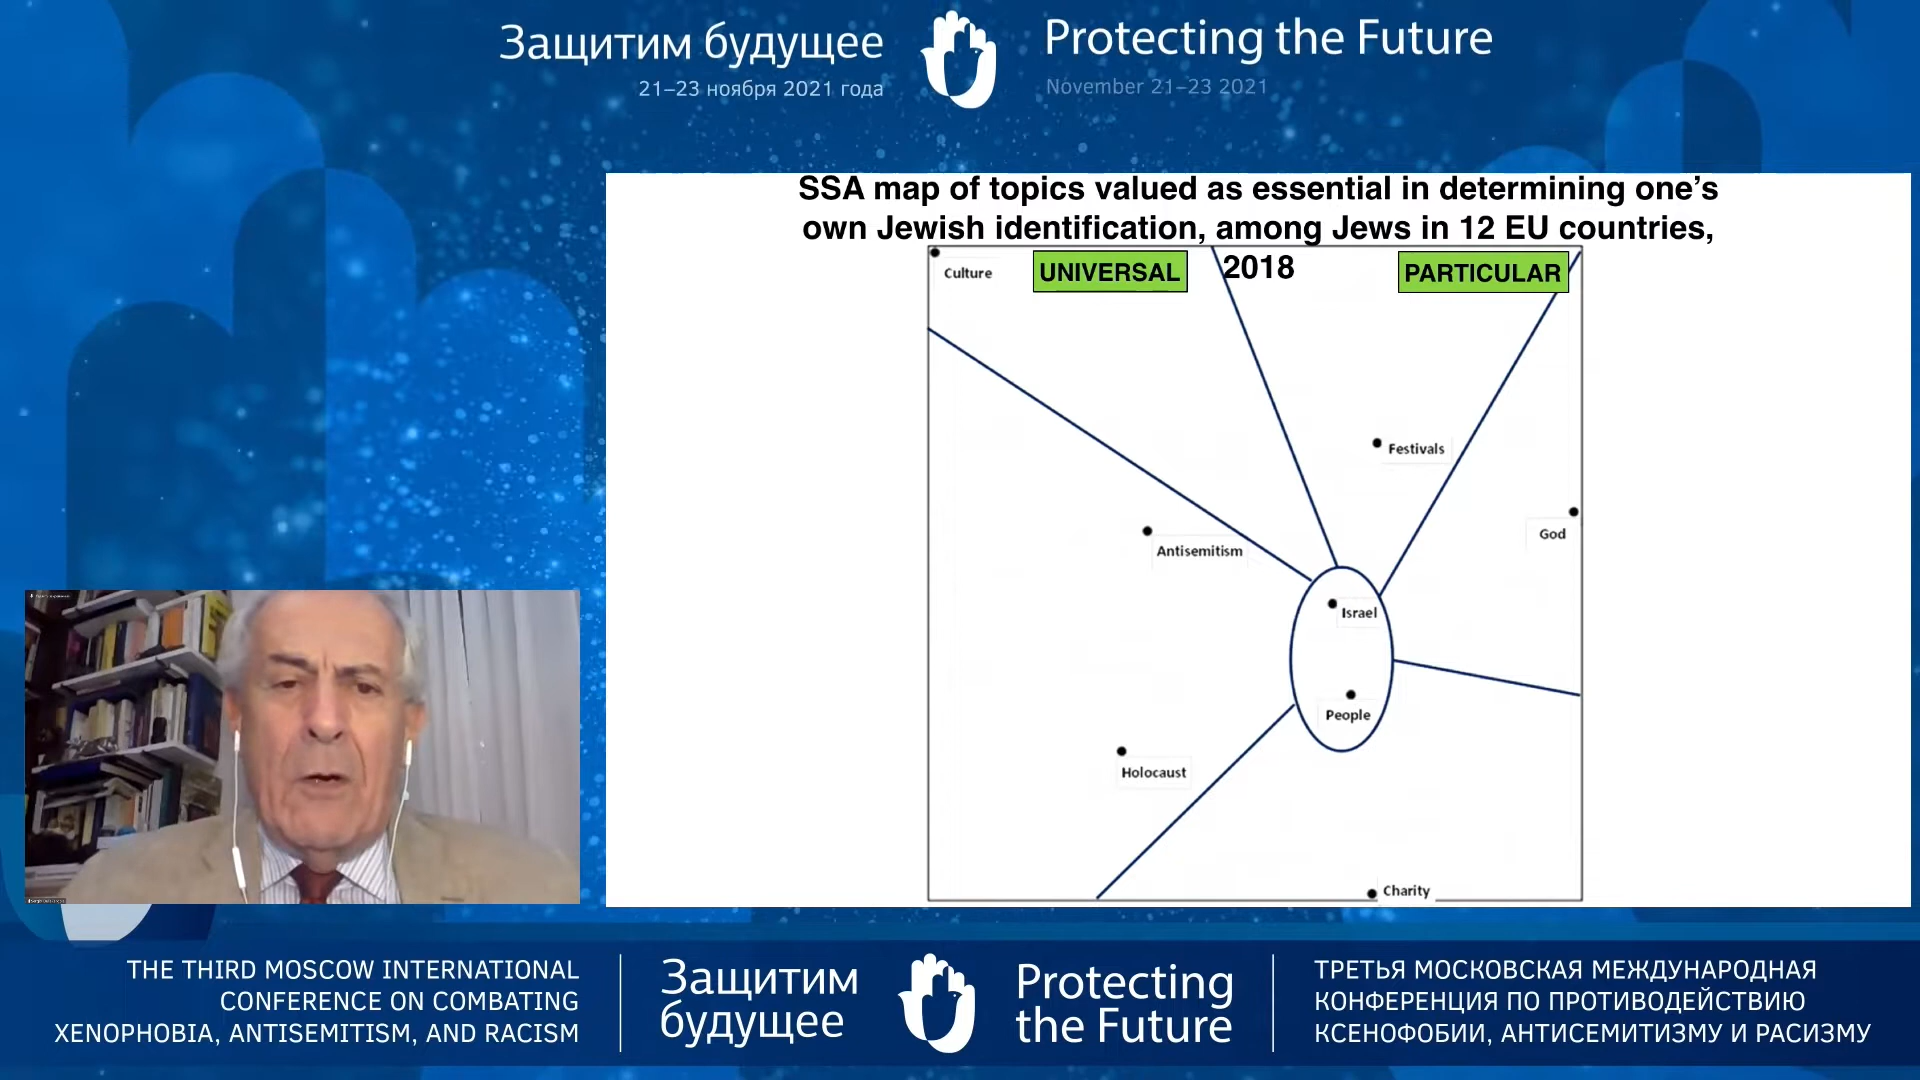 Защитим будущее
21–23 ноября 2021 года
Protecting the Future
November 21–23 2021
SSA map of topics valued as essential in determining one’s
own Jewish identification, among Jews in 12 EU countries,
2018
UNIVERSAL
PARTICULAR
Culture
Festivals
God
Antisemitism
Israel
People
Holocaust
Charity
THE THIRD MOSCOW INTERNATIONAL
CONFERENCE ON COMBATING
XENOPHOBIA, ANTISEMITISM, AND RACISM
Защитим
будущее
Protecting
the Future
ТРЕТЬЯ МОСКОВСКАЯ МЕЖДУНАРОДНАЯ
КОНФЕРЕНЦИЯ ПО ПРОТИВОДЕЙСТВИЮ
КСЕНОФОБИИ, АНТИСЕМИТИЗМУ И РАСИЗМУ